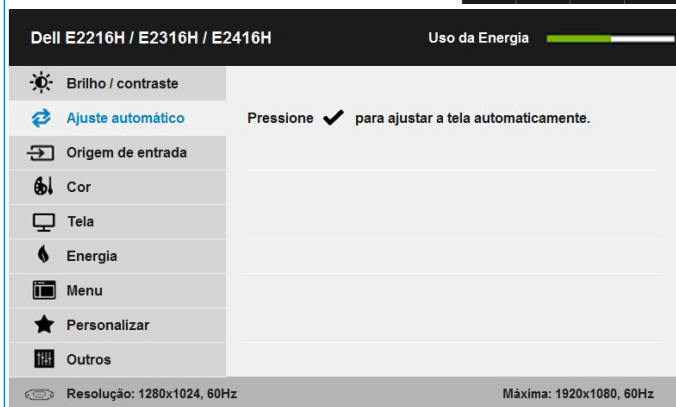 Dell E2216H / E2316H / E2416H Uso da Energia
Brilho / contraste
Ajuste automático Pressione ✔ para ajustar a tela automaticamente.
Origem de entrada
Cor
Tela
Energia
Menu
Personalizar
Outros
Resolução: 1280x1024, 60Hz Máxima: 1920x1080, 60Hz